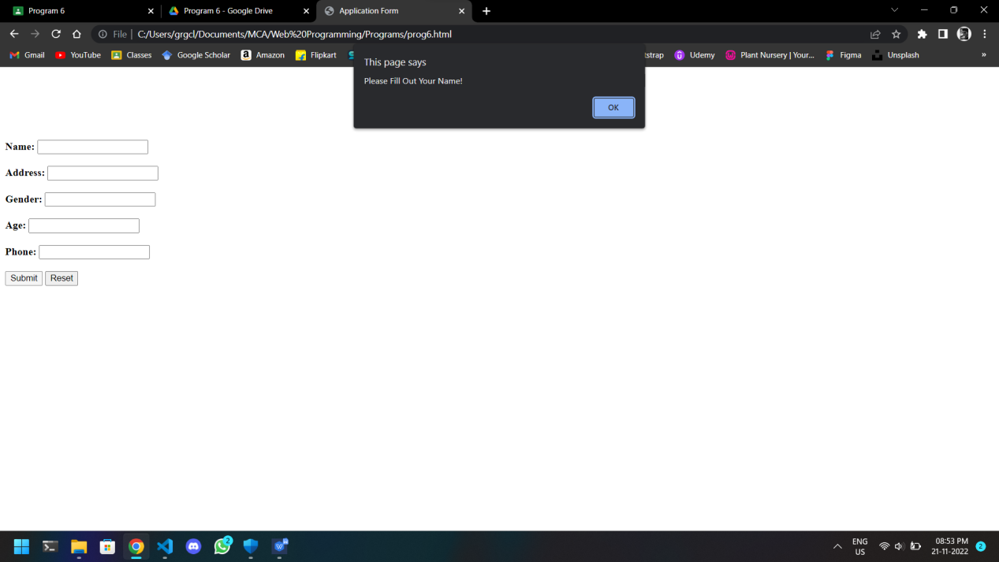 Program 6
Program 6 - Google Drive
Application Form
File | C:/Users/grgcl/Documents/MCA/Web%20Programming/Programs/prog6.html
Gmail YouTube Classes Google Scholar Amazon Flipkart tstrap Udemy Plant Nursery | Your... Figma Unsplash »
This page says
Please Fill Out Your Name!
OK
Name:
Address:
Gender:
Age:
Phone:
Submit Reset
2
ENG
US
08:53 PM
21-11-2022
2